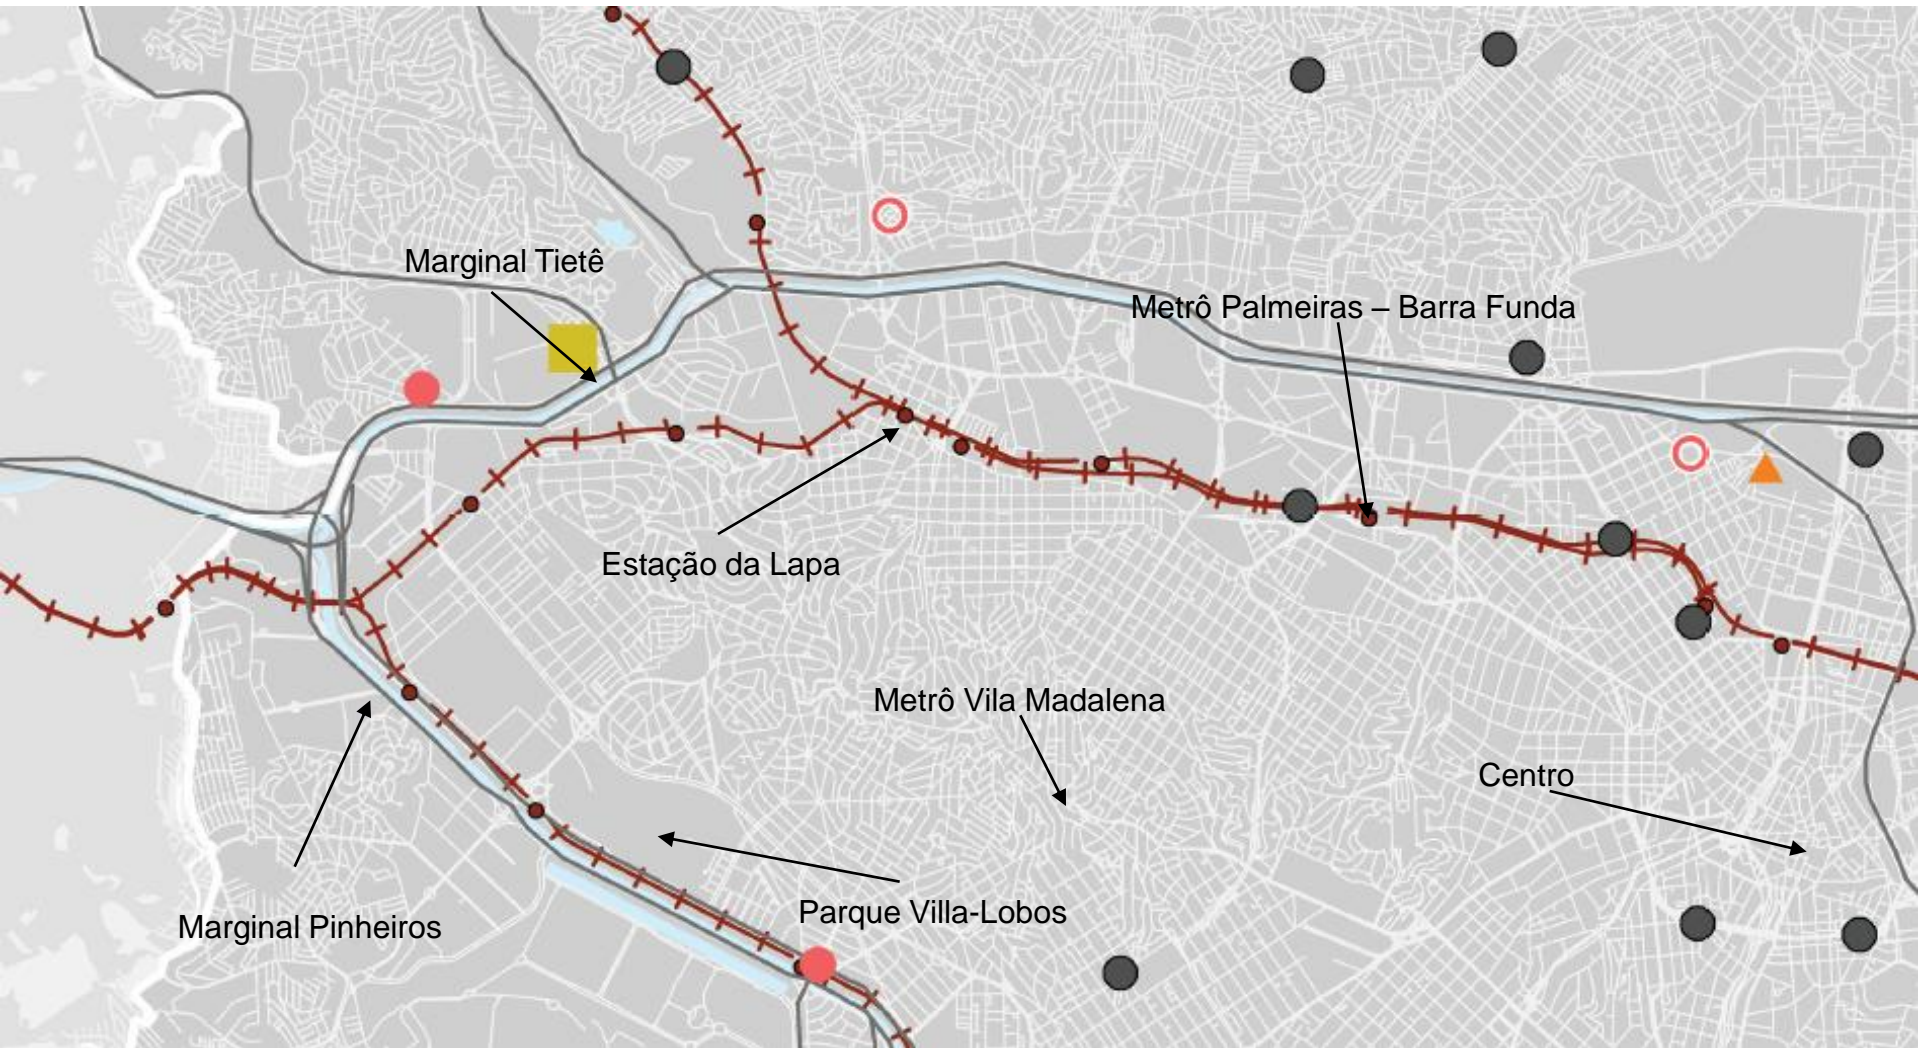 Marginal Tietê
Metrô Palmeiras – Barra Funda
Estação da Lapa
Metrô Vila Madalena
Centro
Parque Villa-Lobos
Marginal Pinheiros